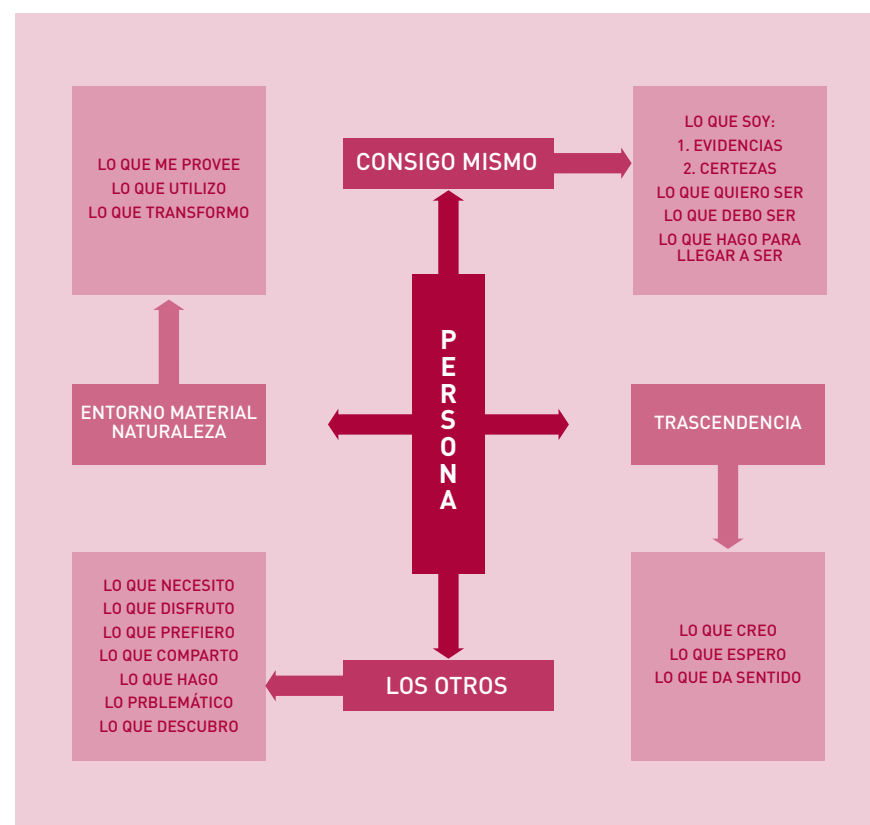 LO QUE ME PROVEE
LO QUE UTILIZO
LO QUE TRANSFORMO
CONSIGO MISMO
LO QUE SOY:
1. EVIDENCIAS
2. CERTEZAS
LO QUE QUIERO SER
LO QUE DEBO SER
LO QUE HAGO PARA
LLEGAR A SER
PERSONA
ENTORNO MATERIAL
NATURALEZA
TRASCENDENCIA
LO QUE NECESITO
LO QUE DISFRUTO
LO QUE PREFIERO
LO QUE COMPARTO
LO QUE HAGO
LO PRBLEMÁTICO
LO QUE DESCUBRO
LOS OTROS
LO QUE CREO
LO QUE ESPERO
LO QUE DA SENTIDO